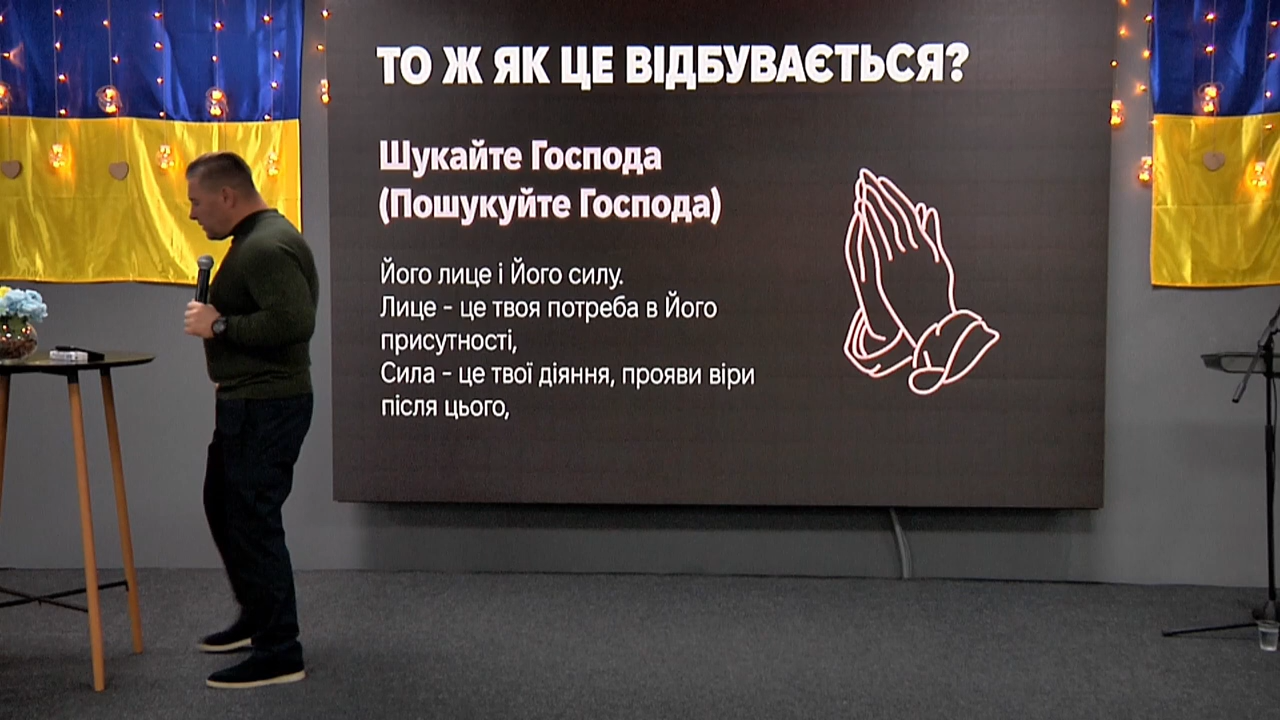 ТО Ж ЯК ЦЕ ВІДБУВАЄТЬСЯ?
Шукайте Господа
(Пошукуйте Господа)
Його лице і Його силу.
Лице - це твоя потреба в Його
присутності,
Сила - це твої діяння, прояви віри
після цього,